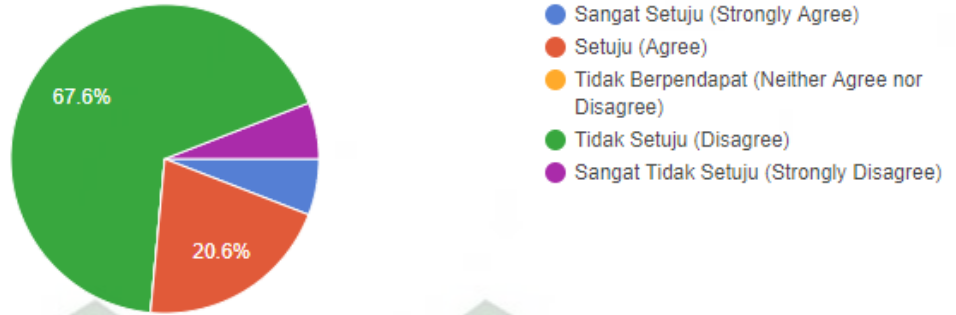 67.6%
20.6%
Sangat Setuju (Strongly Agree)
Setuju (Agree)
Tidak Berpendapat (Neither Agree nor
Disagree)
Tidak Setuju (Disagree)
Sangat Tidak Setuju (Strongly Disagree)